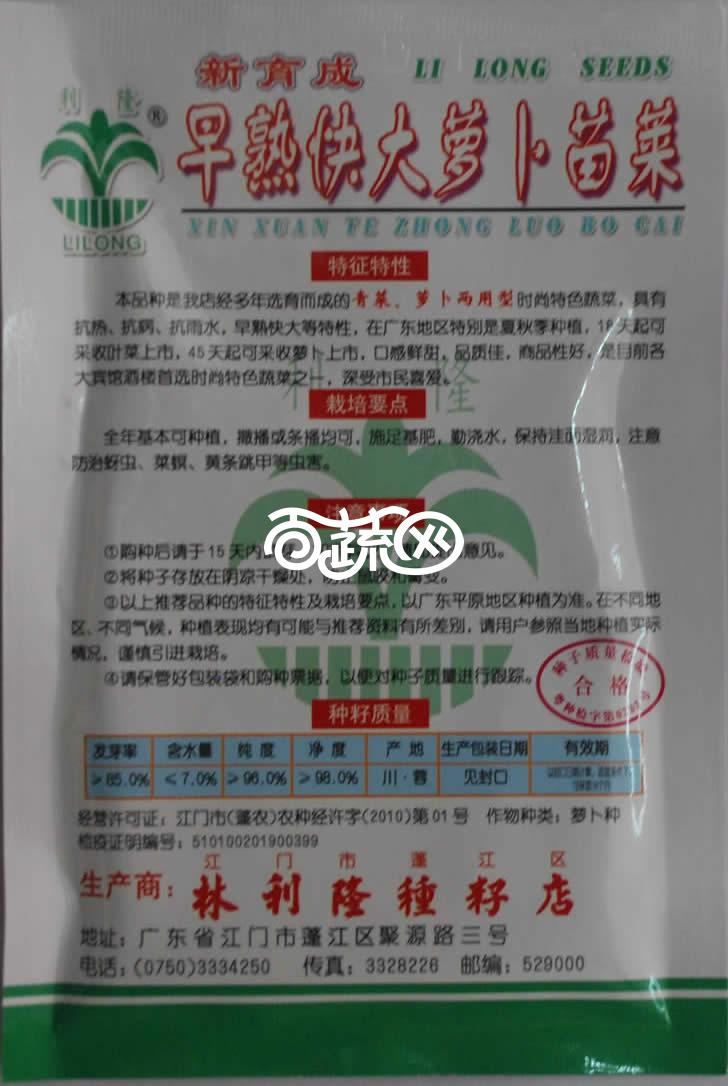 新育成 LI LONG SEEDS
利 隆 ®
早熟快大萝卜苗菜
LILONG
XIN XUAN TE ZHONG LUO BO CAI
特征特性
本品种是我店经多年选育而成的青菜、萝卜两用型时尚特色蔬菜，具有
抗热、抗病、抗雨水，早熟快大等特性，在广东地区特别是夏秋季种植，18天起可
采收叶菜上市，45天起可采收萝卜上市，口感鲜甜，品质佳，商品性好，是目前各
大宾馆酒楼首选时尚特色蔬菜之一，深受市民喜爱。
利 隆
栽培要点
全年基本可种植，撒播或条播均可，施足基肥，勤浇水，保持洼面湿润，注意
防治蚜虫、菜螟、黄条跳甲等虫害。
注意事项
百蔬网
①购种后请于15天内 意见。
②将种子存放在阴凉干燥处，防止
③以上推荐品种的特征特性及栽培要点，以广东平原地区种植为准。在不同地
区、不同气候，种植表现均有可能与推荐资料有所差别，请用户参照当地种植实际
情况，谨慎引进栽培。
④请保管好包装袋和购种票据，以便对种子质量进行跟踪。
种子质量检验
合格
种籽质量
发芽率 含水量 纯度 净度 产地 生产包装日期 有效期
≥85.0% ≤7.0% ≥96.0% ≥98.0% 川·蓉 见封口
经营许可证：江门市(蓬农)农种经许字(2010)第01号 作物种类：萝卜种
检疫证明编号：510100201900399
江门市蓬江区
生产商：林利隆種籽店
地址：广东省江门市蓬江区聚源路三号
电话：(0750)3334250 传真：3328226 邮编：529000